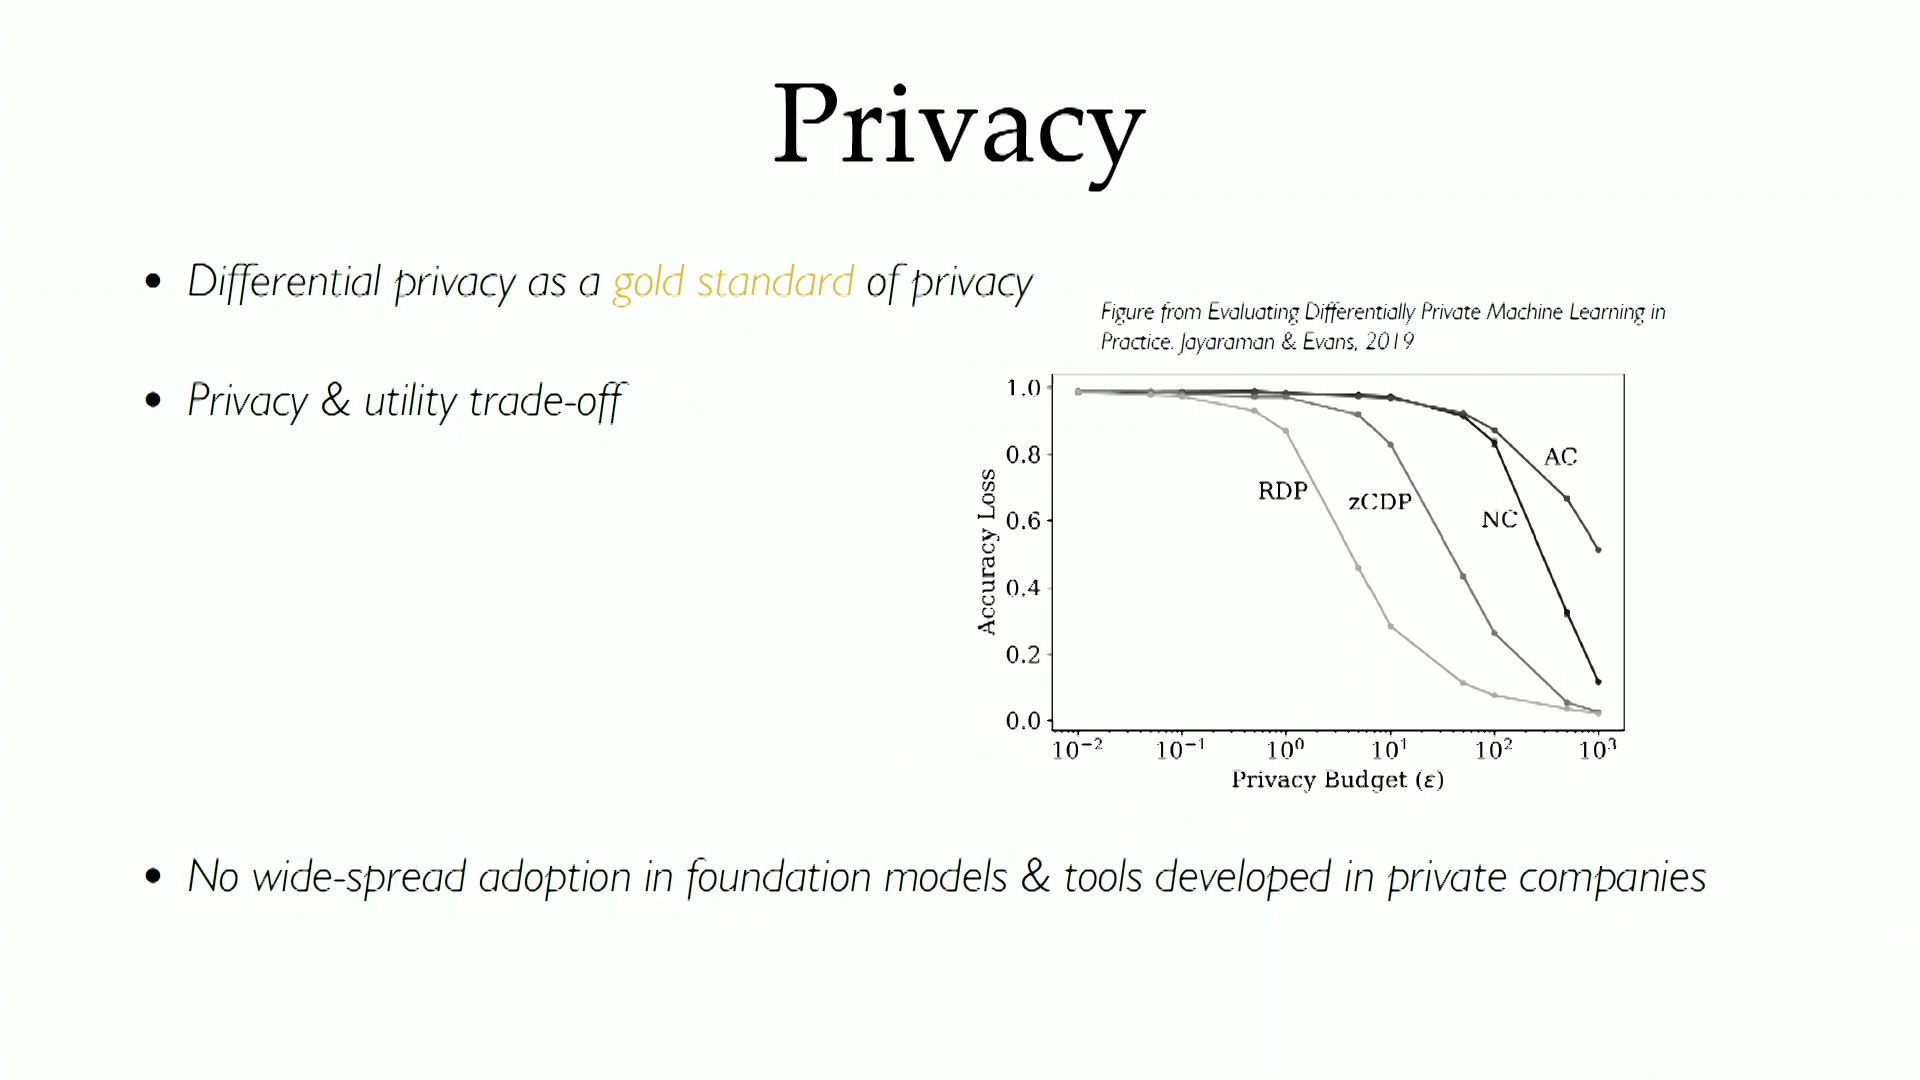 Privacy
• Differential privacy as a gold standard of privacy
• Privacy & utility trade-off
Figure from Evaluating Differentially Private Machine Learning in
Practice. Jayaraman & Evans, 2019
Accuracy Loss
1.0
0.8
0.6
0.4
0.2
0.0
RDP
zCDP
NC
AC
10⁻² 10⁻¹ 10⁰ 10¹ 10² 10³
Privacy Budget (ε)
• No wide-spread adoption in foundation models & tools developed in private companies